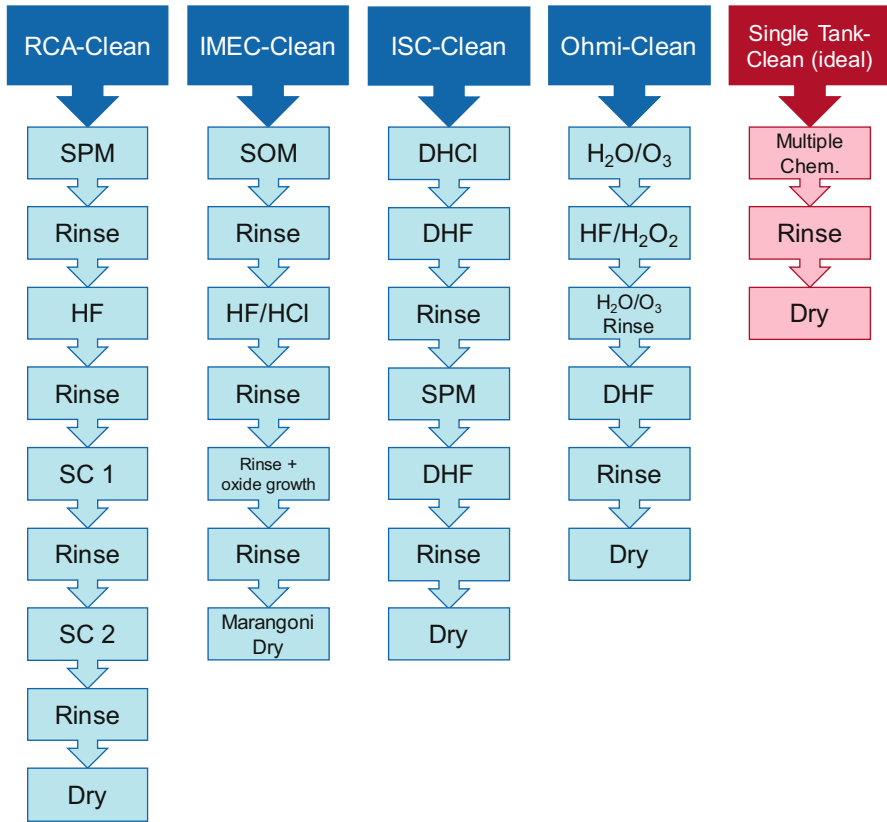 RCA-Clean
SPM
Rinse
HF
Rinse
SC 1
Rinse
SC 2
Rinse
Dry
IMEC-Clean
SOM
Rinse
HF/HCl
Rinse
Rinse +
oxide growth
Rinse
Marangoni
Dry
ISC-Clean
DHCl
DHF
Rinse
SPM
DHF
Rinse
Dry
Ohmi-Clean
H₂O/O₃
HF/H₂O₂
H₂O/O₃
Rinse
DHF
Rinse
Dry
Single Tank-
Clean (ideal)
Multiple
Chem.
Rinse
Dry